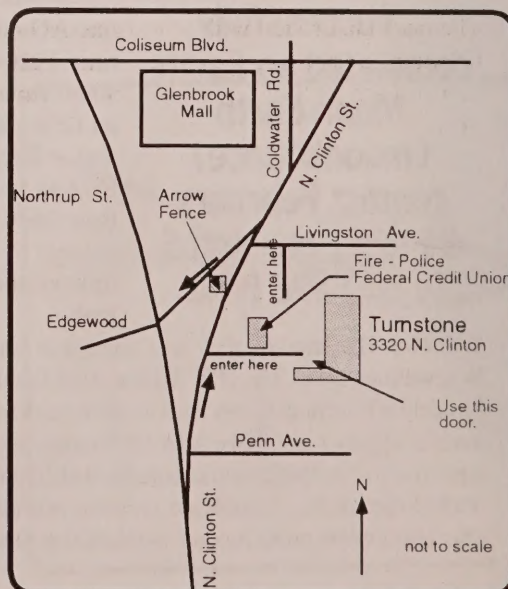 Coliseum Blvd.
Glenbrook
Mall
Coldwater Rd.
N. Clinton St.
Northrup St.
Arrow
Fence
Livingston Ave.
enter here
Fire - Police
Federal Credit Union
Edgewood
Turnstone
3320 N. Clinton
enter here
Use this
door.
Penn Ave.
N
N. Clinton St.
not to scale